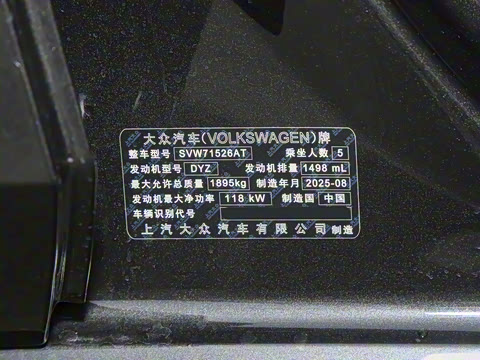 大众汽车(VOLKSWAGEN)牌
整车型号 SVW71526AT 乘坐人数 5
发动机型号 DYZ 发动机排量 1498 mL
最大允许总质量 1895kg 制造年月 2025-08
发动机最大净功率 118 kW 制造国 中国
车辆识别代号
上汽大众汽车有限公司 制造